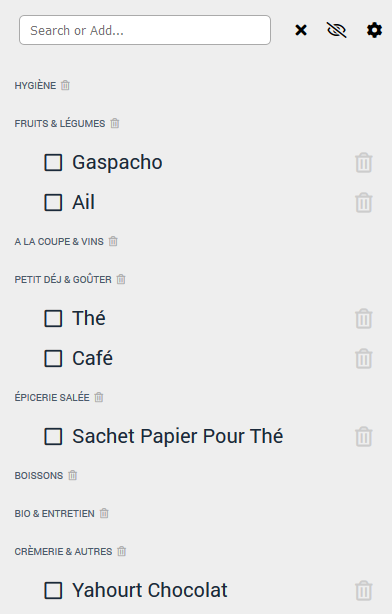 Search or Add...
HYGIÈNE
FRUITS & LÉGUMES
Gaspacho
Ail
A LA COUPE & VINS
PETIT DÉJ & GOÛTER
Thé
Café
ÉPICERIE SALÉE
Sachet Papier Pour Thé
BOISSONS
BIO & ENTRETIEN
CRÈMERIE & AUTRES
Yahourt Chocolat